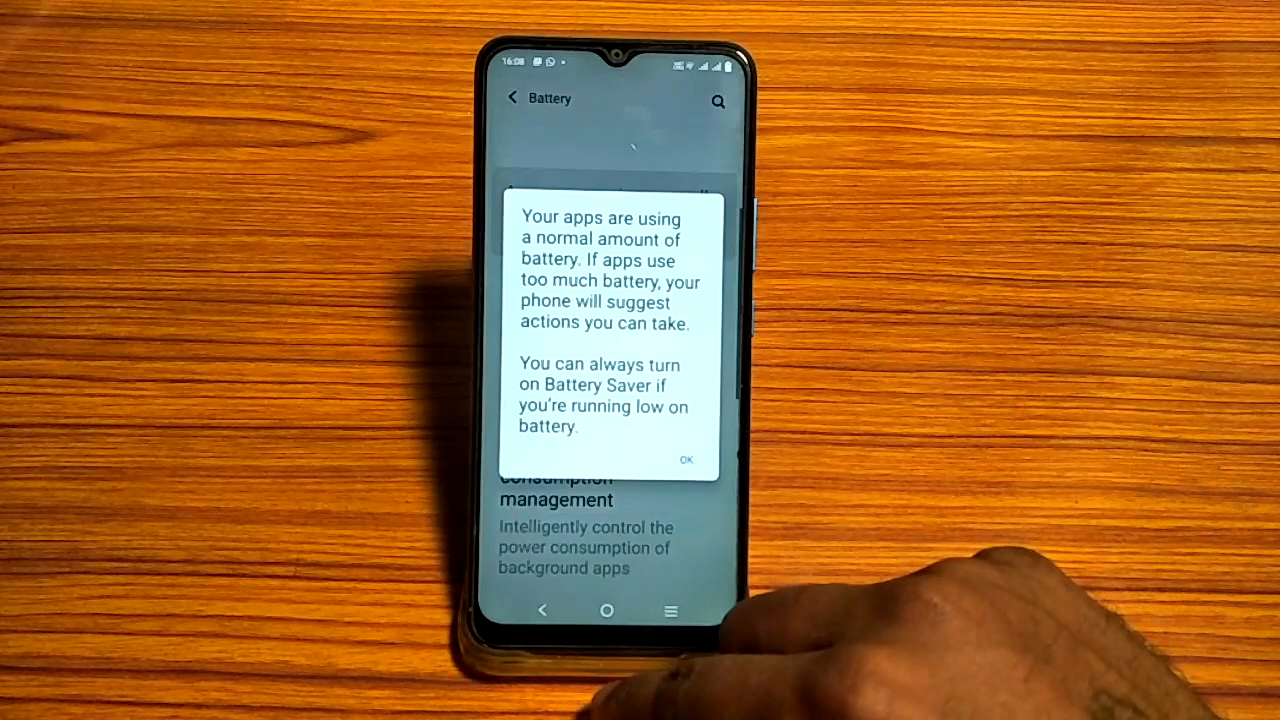 16:08
Battery
Your apps are using
a normal amount of
battery. If apps use
too much battery, your
phone will suggest
actions you can take.
You can always turn
on Battery Saver if
you're running low on
battery.
OK
consumption
management
Intelligently control the
power consumption of
background apps